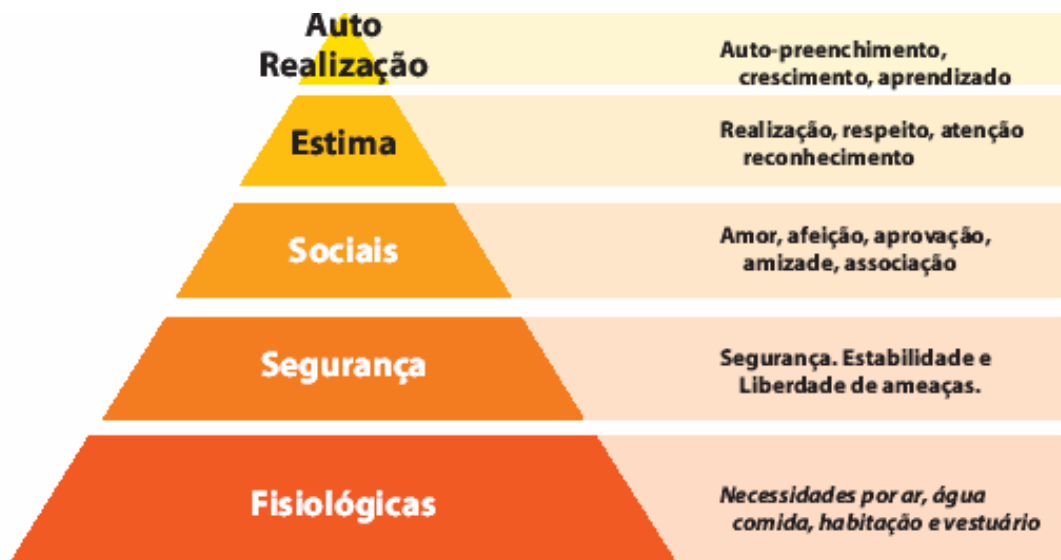 Auto
Realização
Auto-preenchimento,
crescimento, aprendizado
Estima
Realização, respeito, atenção
reconhecimento
Sociais
Amor, afeição, aprovação,
amizade, associação
Segurança
Segurança. Estabilidade e
Liberdade de ameaças.
Fisiológicas
Necessidades por ar, água
comida, habitação e vestuário